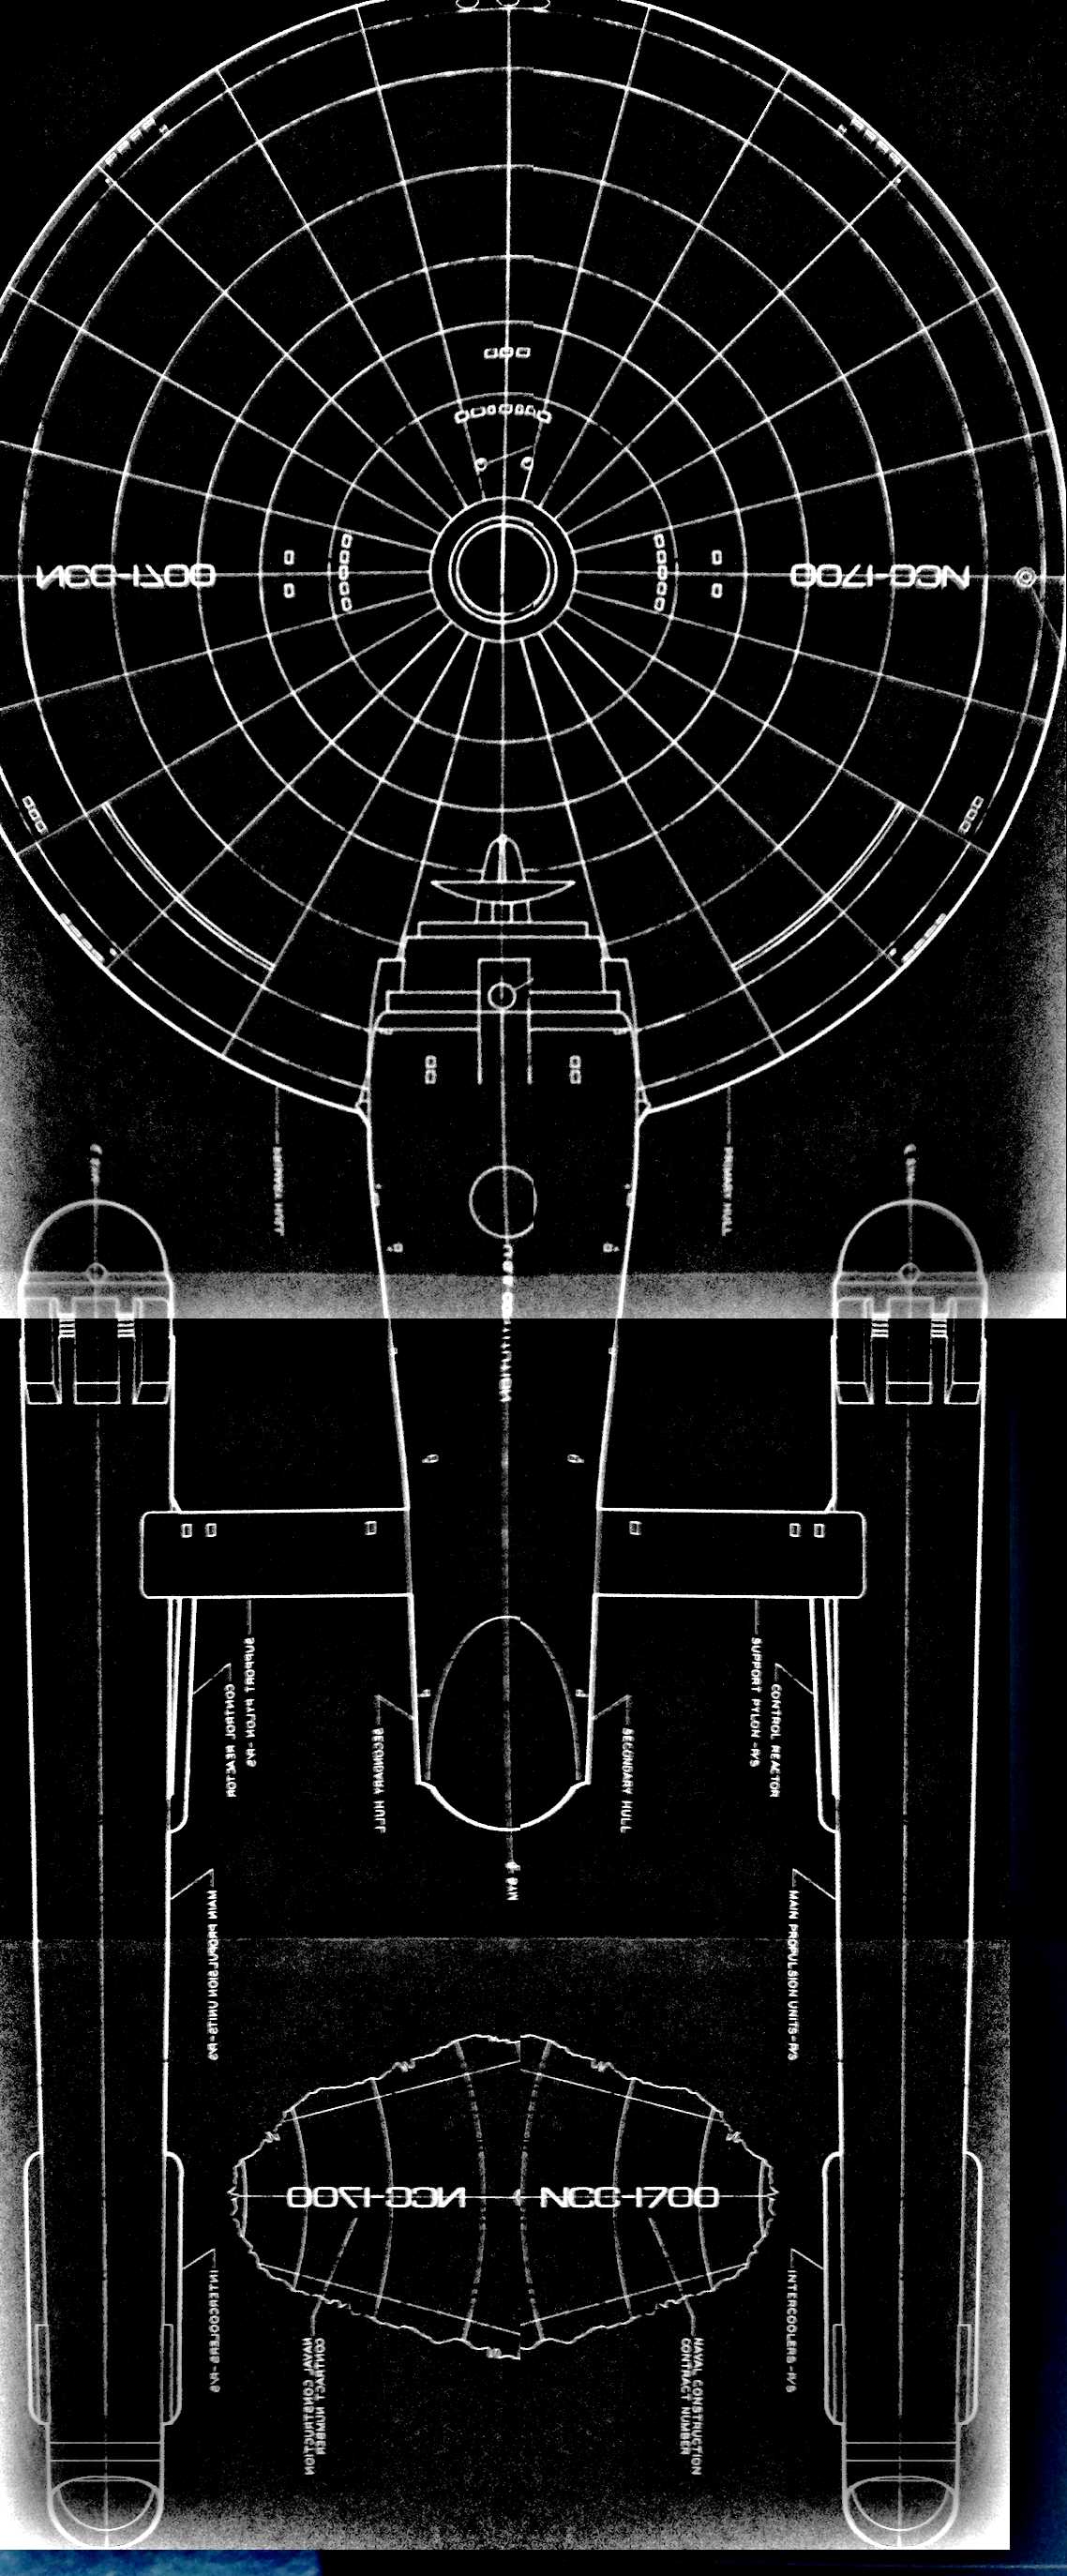 NCC-1700
NCC-1700
PRIMARY HULL
PRIMARY HULL
SUPPORT PYLON -P/S
SUPPORT PYLON -P/S
CONTROL REACTOR
CONTROL REACTOR
SECONDARY HULL
SECONDARY HULL
MAIN PROPULSION UNITS-P/S
MAIN PROPULSION UNITS-P/S
NCC-1700
NCC-1700
INTERCOOLERS -P/S
INTERCOOLERS -P/S
NAVAL CONSTRUCTION
CONTRACT NUMBER
NAVAL CONSTRUCTION
CONTRACT NUMBER